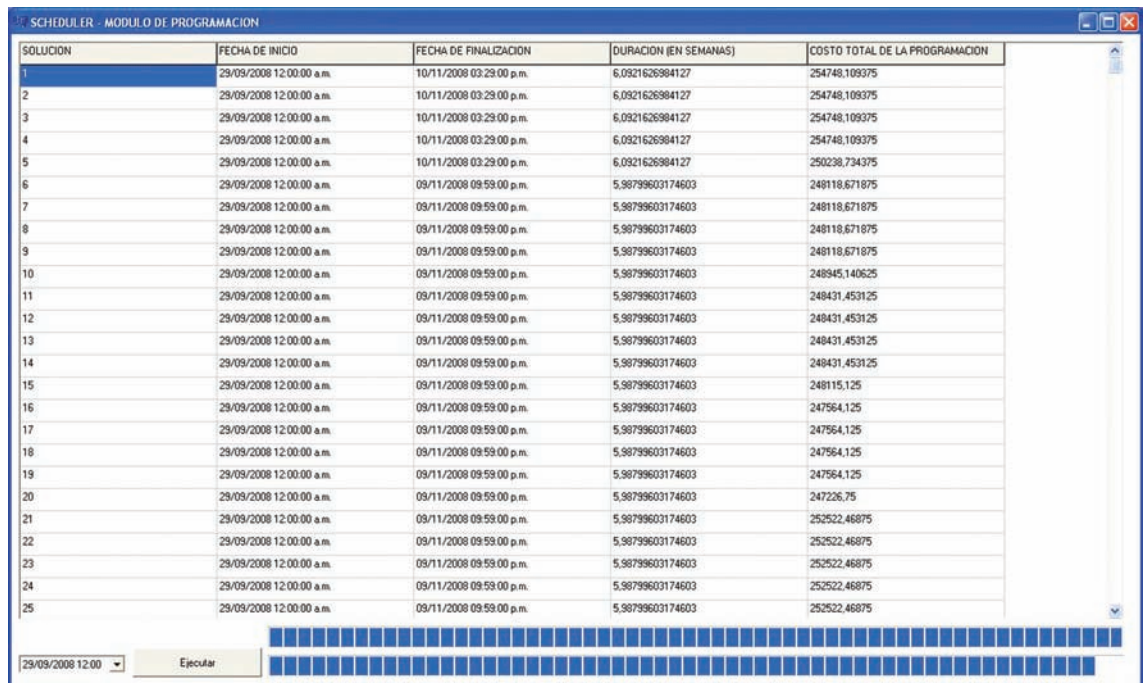 SCHEDULER - MODULO DE PROGRAMACION
SOLUCION FECHA DE INICIO FECHA DE FINALIZACION DURACION (EN SEMANAS) COSTO TOTAL DE LA PROGRAMACION
1 29/09/2008 12:00:00 a.m. 10/11/2008 03:29:00 p.m. 6,0921626984127 254748,109375
2 29/09/2008 12:00:00 a.m. 10/11/2008 03:29:00 p.m. 6,0921626984127 254748,109375
3 29/09/2008 12:00:00 a.m. 10/11/2008 03:29:00 p.m. 6,0921626984127 254748,109375
4 29/09/2008 12:00:00 a.m. 10/11/2008 03:29:00 p.m. 6,0921626984127 254748,109375
5 29/09/2008 12:00:00 a.m. 10/11/2008 03:29:00 p.m. 6,0921626984127 250238,734375
6 29/09/2008 12:00:00 a.m. 09/11/2008 09:59:00 p.m. 5,98799603174603 248118,671875
7 29/09/2008 12:00:00 a.m. 09/11/2008 09:59:00 p.m. 5,98799603174603 248118,671875
8 29/09/2008 12:00:00 a.m. 09/11/2008 09:59:00 p.m. 5,98799603174603 248118,671875
9 29/09/2008 12:00:00 a.m. 09/11/2008 09:59:00 p.m. 5,98799603174603 248118,671875
10 29/09/2008 12:00:00 a.m. 09/11/2008 09:59:00 p.m. 5,98799603174603 248945,140625
11 29/09/2008 12:00:00 a.m. 09/11/2008 09:59:00 p.m. 5,98799603174603 248431,453125
12 29/09/2008 12:00:00 a.m. 09/11/2008 09:59:00 p.m. 5,98799603174603 248431,453125
13 29/09/2008 12:00:00 a.m. 09/11/2008 09:59:00 p.m. 5,98799603174603 248431,453125
14 29/09/2008 12:00:00 a.m. 09/11/2008 09:59:00 p.m. 5,98799603174603 248431,453125
15 29/09/2008 12:00:00 a.m. 09/11/2008 09:59:00 p.m. 5,98799603174603 248115,125
16 29/09/2008 12:00:00 a.m. 09/11/2008 09:59:00 p.m. 5,98799603174603 247564,125
17 29/09/2008 12:00:00 a.m. 09/11/2008 09:59:00 p.m. 5,98799603174603 247564,125
18 29/09/2008 12:00:00 a.m. 09/11/2008 09:59:00 p.m. 5,98799603174603 247564,125
19 29/09/2008 12:00:00 a.m. 09/11/2008 09:59:00 p.m. 5,98799603174603 247564,125
20 29/09/2008 12:00:00 a.m. 09/11/2008 09:59:00 p.m. 5,98799603174603 247226,75
21 29/09/2008 12:00:00 a.m. 09/11/2008 09:59:00 p.m. 5,98799603174603 252522,46875
22 29/09/2008 12:00:00 a.m. 09/11/2008 09:59:00 p.m. 5,98799603174603 252522,46875
23 29/09/2008 12:00:00 a.m. 09/11/2008 09:59:00 p.m. 5,98799603174603 252522,46875
24 29/09/2008 12:00:00 a.m. 09/11/2008 09:59:00 p.m. 5,98799603174603 252522,46875
25 29/09/2008 12:00:00 a.m. 09/11/2008 09:59:00 p.m. 5,98799603174603 252522,46875
29/09/2008 12:00 Ejecutar